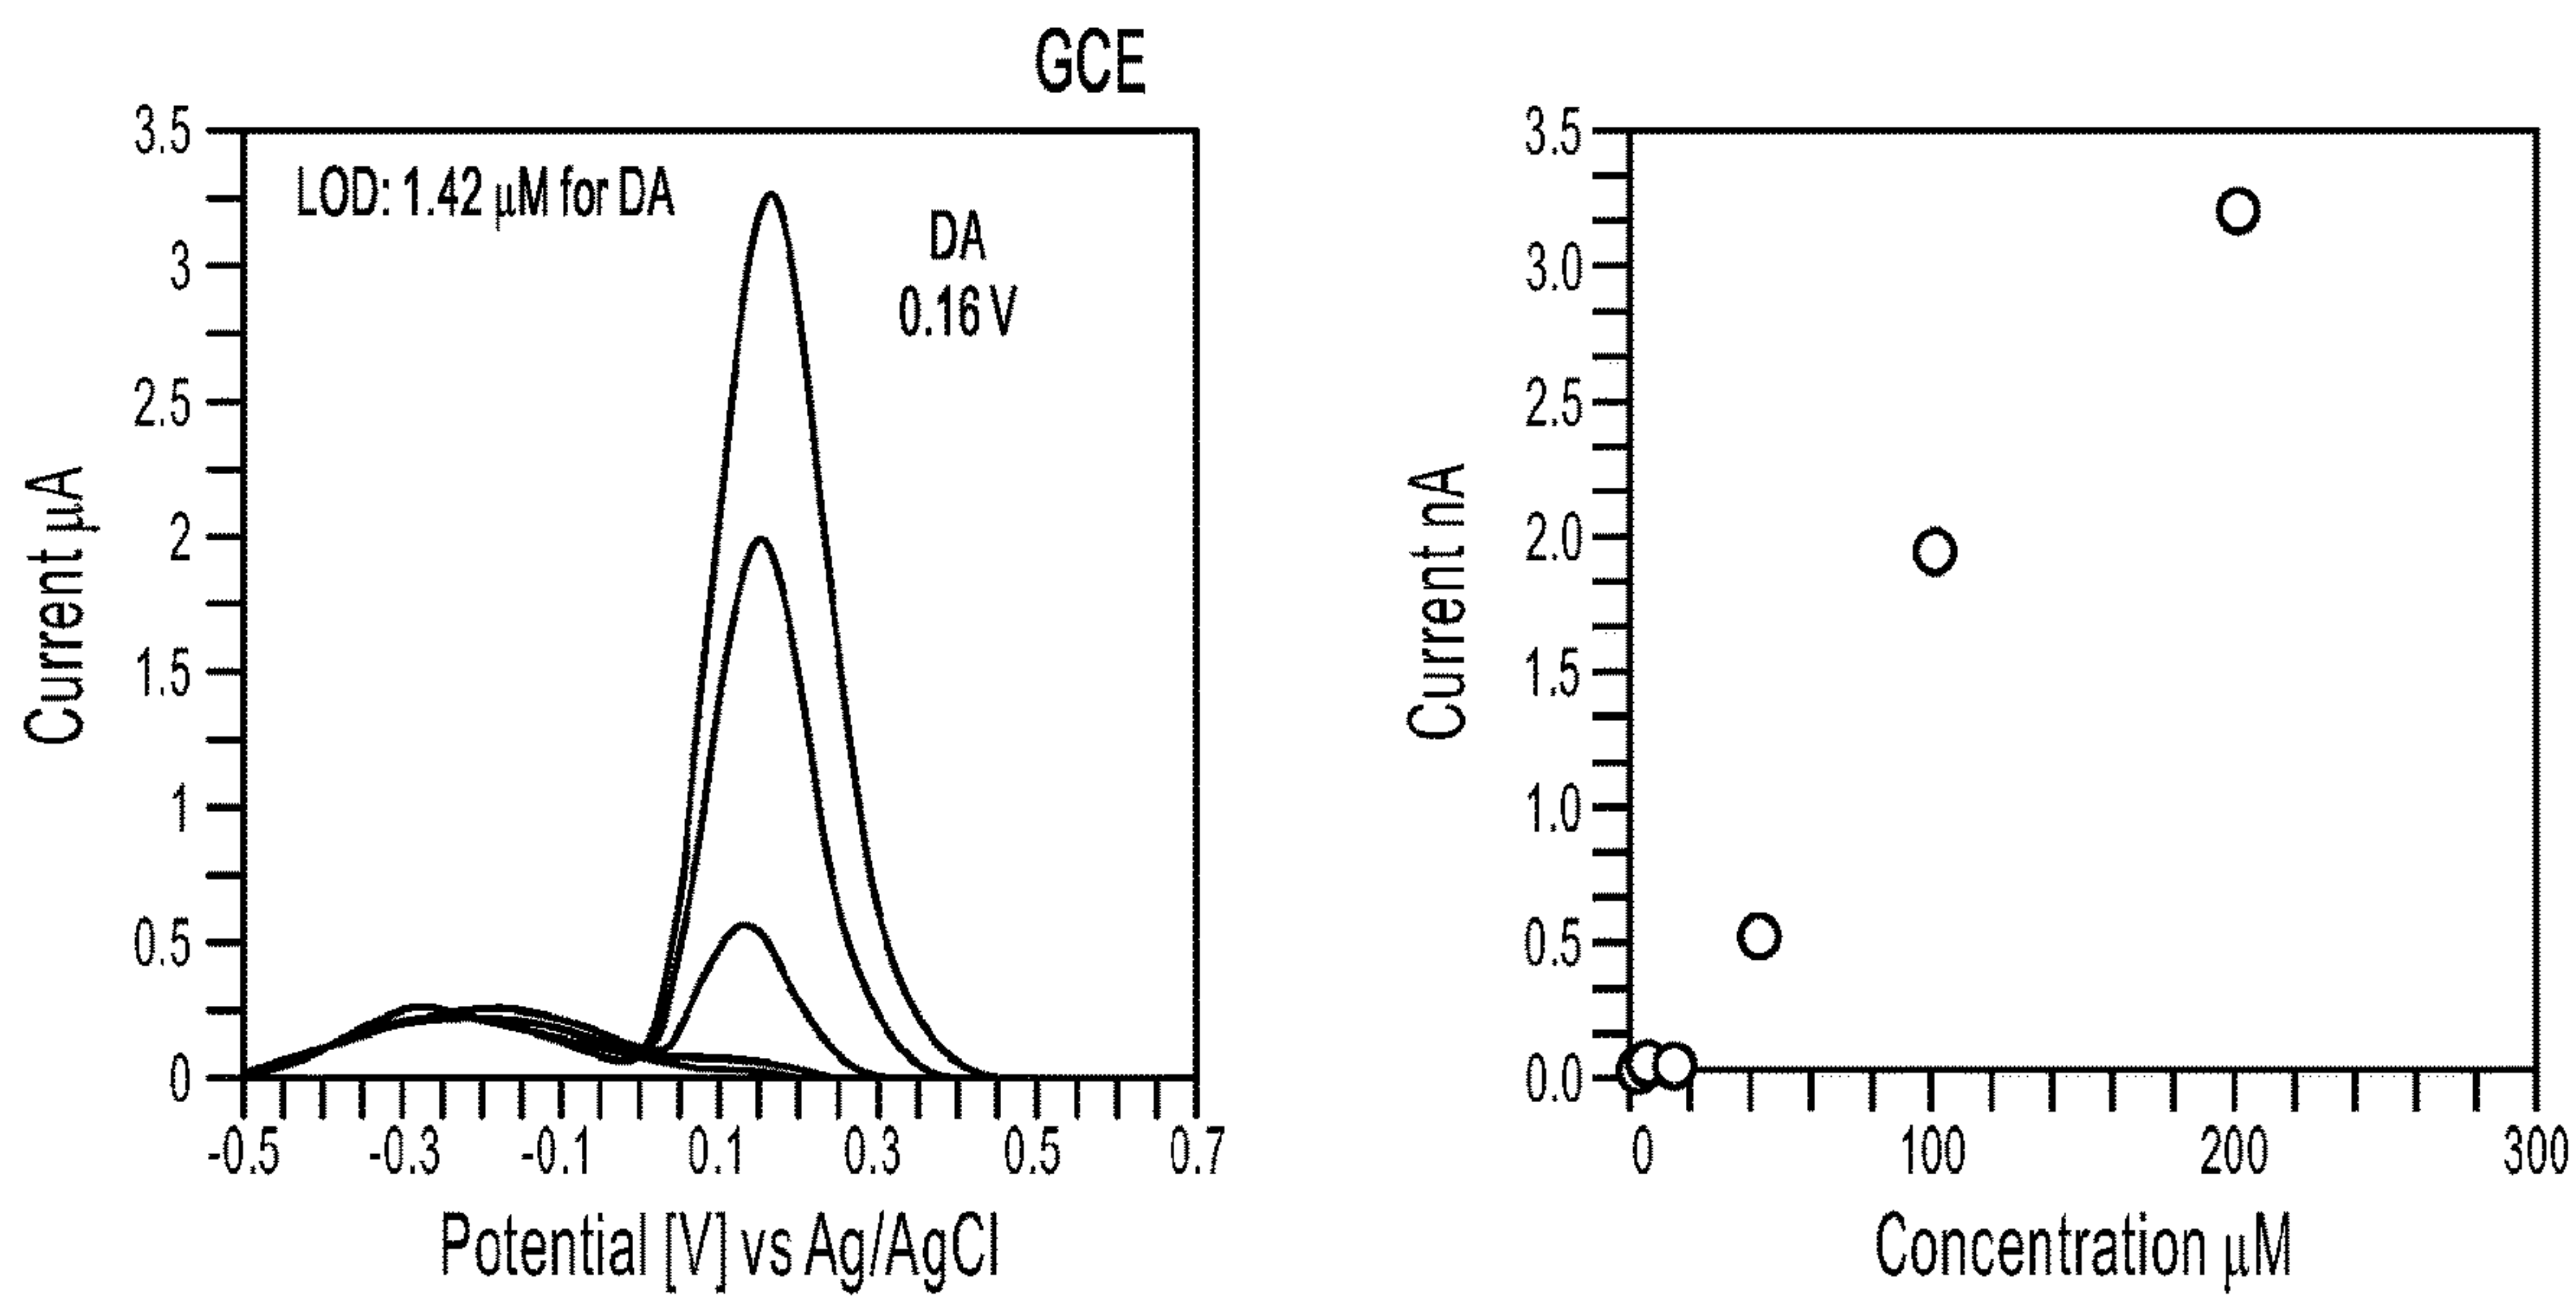 GCE
3.5
3
2.5
2
1.5
1
0.5
0
Current μA
LOD: 1.42 μM for DA
DA
0.16 V
-0.5 -0.3 -0.1 0.1 0.3 0.5 0.7
Potential [V] vs Ag/AgCl
3.5
3.0
2.5
2.0
1.5
1.0
0.5
0.0
Current nA
0 100 200 300
Concentration μM